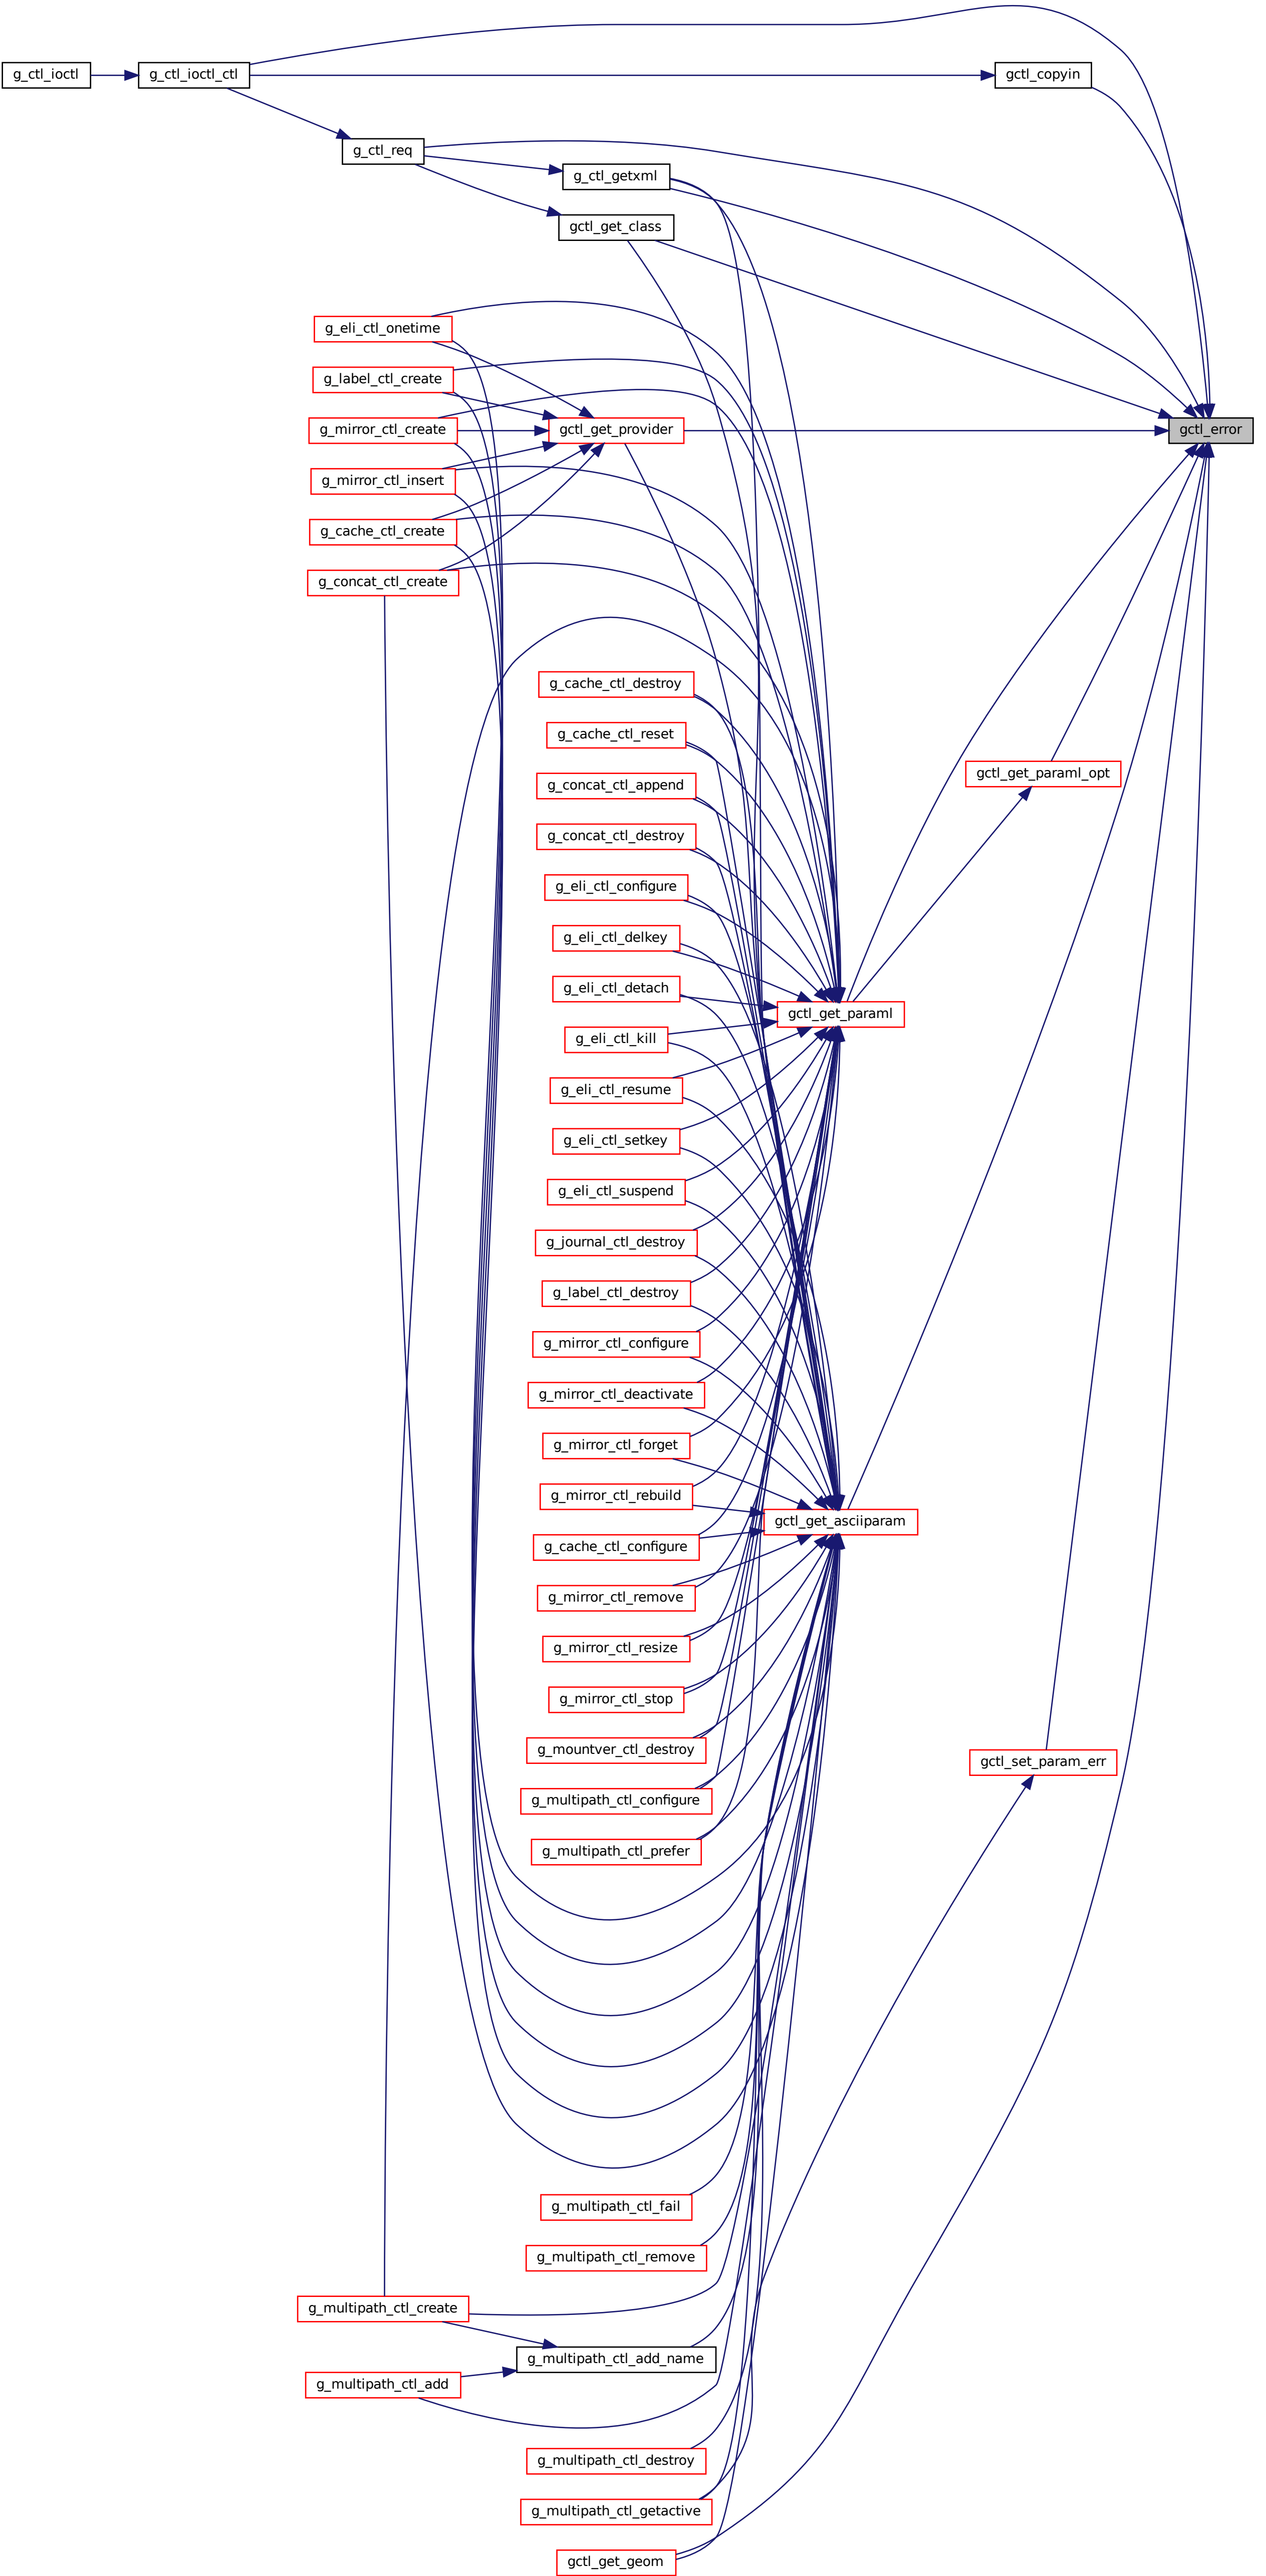 g_ctl_ioctl
g_ctl_ioctl_ctl
gctl_copyin
g_ctl_req
g_ctl_getxml
gctl_get_class
g_eli_ctl_onetime
g_label_ctl_create
g_mirror_ctl_create
gctl_get_provider
gctl_error
g_mirror_ctl_insert
g_cache_ctl_create
g_concat_ctl_create
g_cache_ctl_destroy
g_cache_ctl_reset
gctl_get_paraml_opt
g_concat_ctl_append
g_concat_ctl_destroy
g_eli_ctl_configure
g_eli_ctl_delkey
g_eli_ctl_detach
gctl_get_paraml
g_eli_ctl_kill
g_eli_ctl_resume
g_eli_ctl_setkey
g_eli_ctl_suspend
g_journal_ctl_destroy
g_label_ctl_destroy
g_mirror_ctl_configure
g_mirror_ctl_deactivate
g_mirror_ctl_forget
g_mirror_ctl_rebuild
gctl_get_asciiparam
g_cache_ctl_configure
g_mirror_ctl_remove
g_mirror_ctl_resize
g_mirror_ctl_stop
g_mountver_ctl_destroy
gctl_set_param_err
g_multipath_ctl_configure
g_multipath_ctl_prefer
g_multipath_ctl_fail
g_multipath_ctl_remove
g_multipath_ctl_create
g_multipath_ctl_add_name
g_multipath_ctl_add
g_multipath_ctl_destroy
g_multipath_ctl_getactive
gctl_get_geom